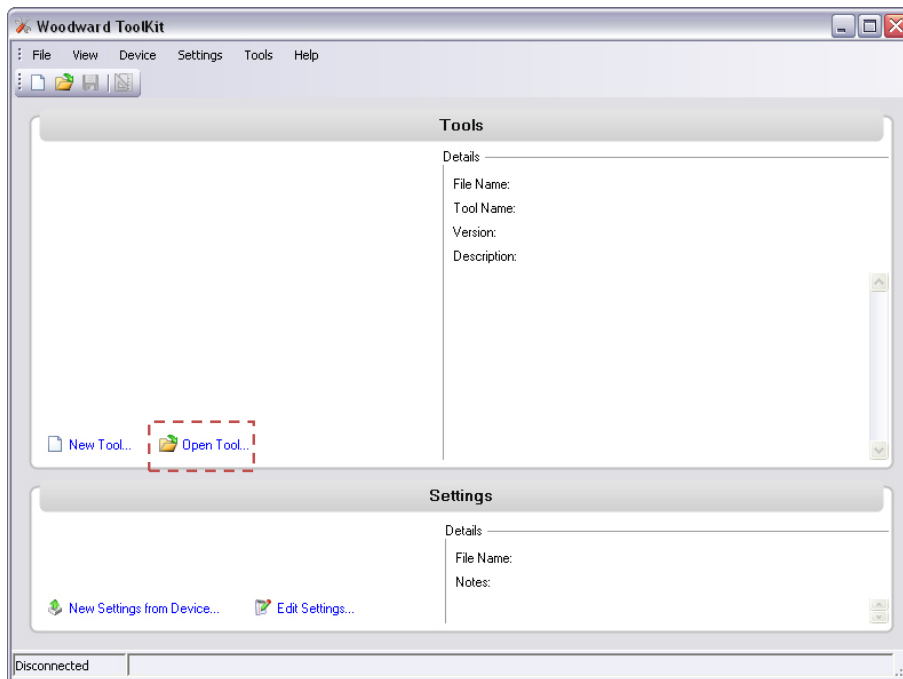 Woodward ToolKit
File View Device Settings Tools Help
Tools
Details
File Name:
Tool Name:
Version:
Description:
New Tool... Open Tool...
Settings
Details
File Name:
Notes:
New Settings from Device... Edit Settings...
Disconnected